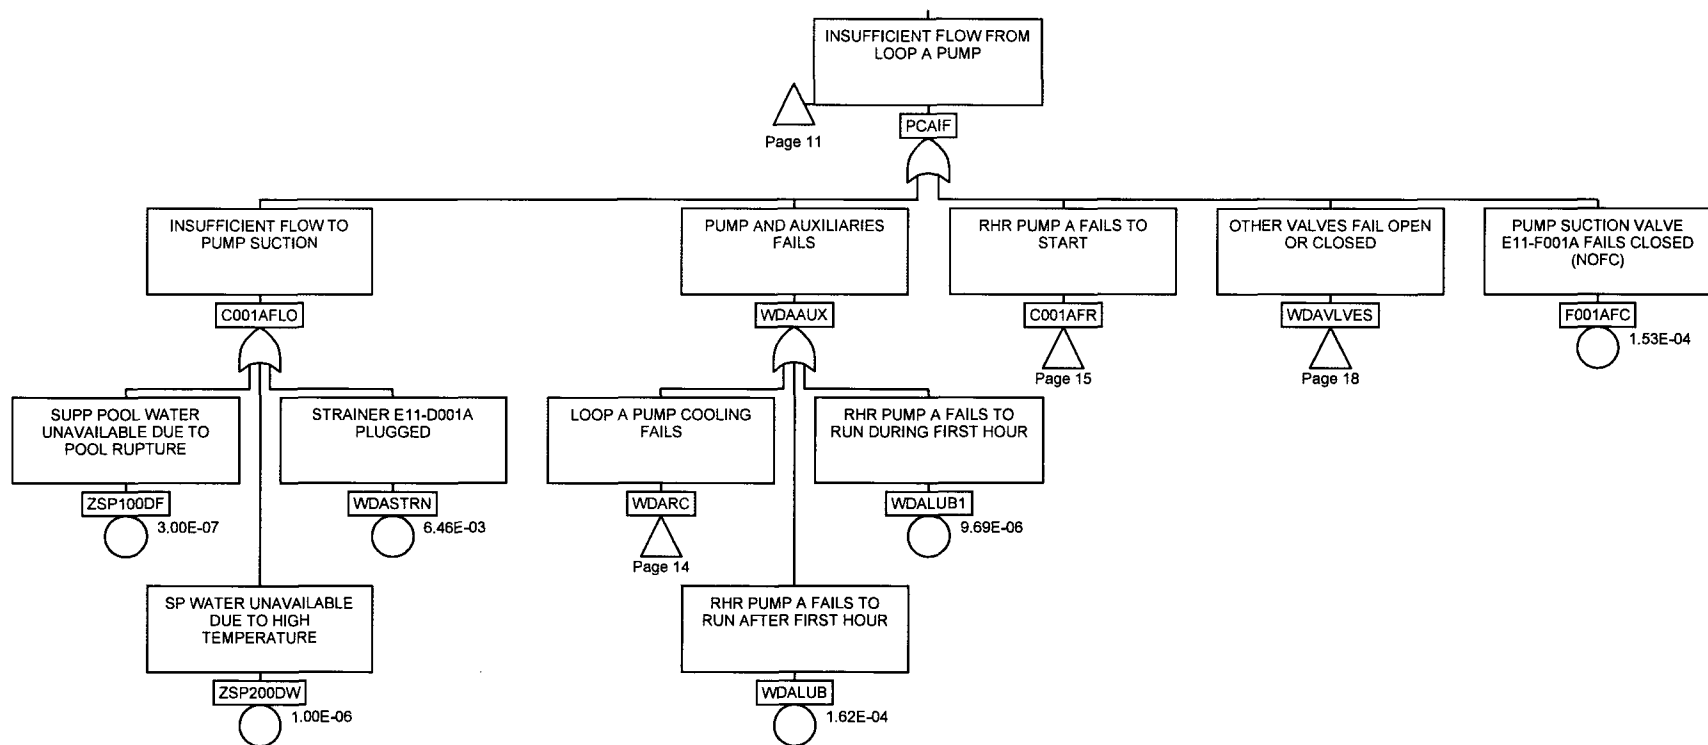 INSUFFICIENT FLOW FROM
LOOP A PUMP
Page 11
PCAIF
INSUFFICIENT FLOW TO
PUMP SUCTION
C001AFLO
PUMP AND AUXILIARIES
FAILS
WDAAUX
RHR PUMP A FAILS TO
START
C001AFR
Page 15
OTHER VALVES FAIL OPEN
OR CLOSED
WDAVLVES
Page 18
PUMP SUCTION VALVE
E11-F001A FAILS CLOSED
(NOFC)
F001AFC
1.53E-04
SUPP POOL WATER
UNAVAILABLE DUE TO
POOL RUPTURE
ZSP100DF
3.00E-07
STRAINER E11-D001A
PLUGGED
WDASTRN
6.46E-03
LOOP A PUMP COOLING
FAILS
WDARC
Page 14
RHR PUMP A FAILS TO
RUN DURING FIRST HOUR
WDALUB1
9.69E-06
SP WATER UNAVAILABLE
DUE TO HIGH
TEMPERATURE
ZSP200DW
1.00E-06
RHR PUMP A FAILS TO
RUN AFTER FIRST HOUR
WDALUB
1.62E-04